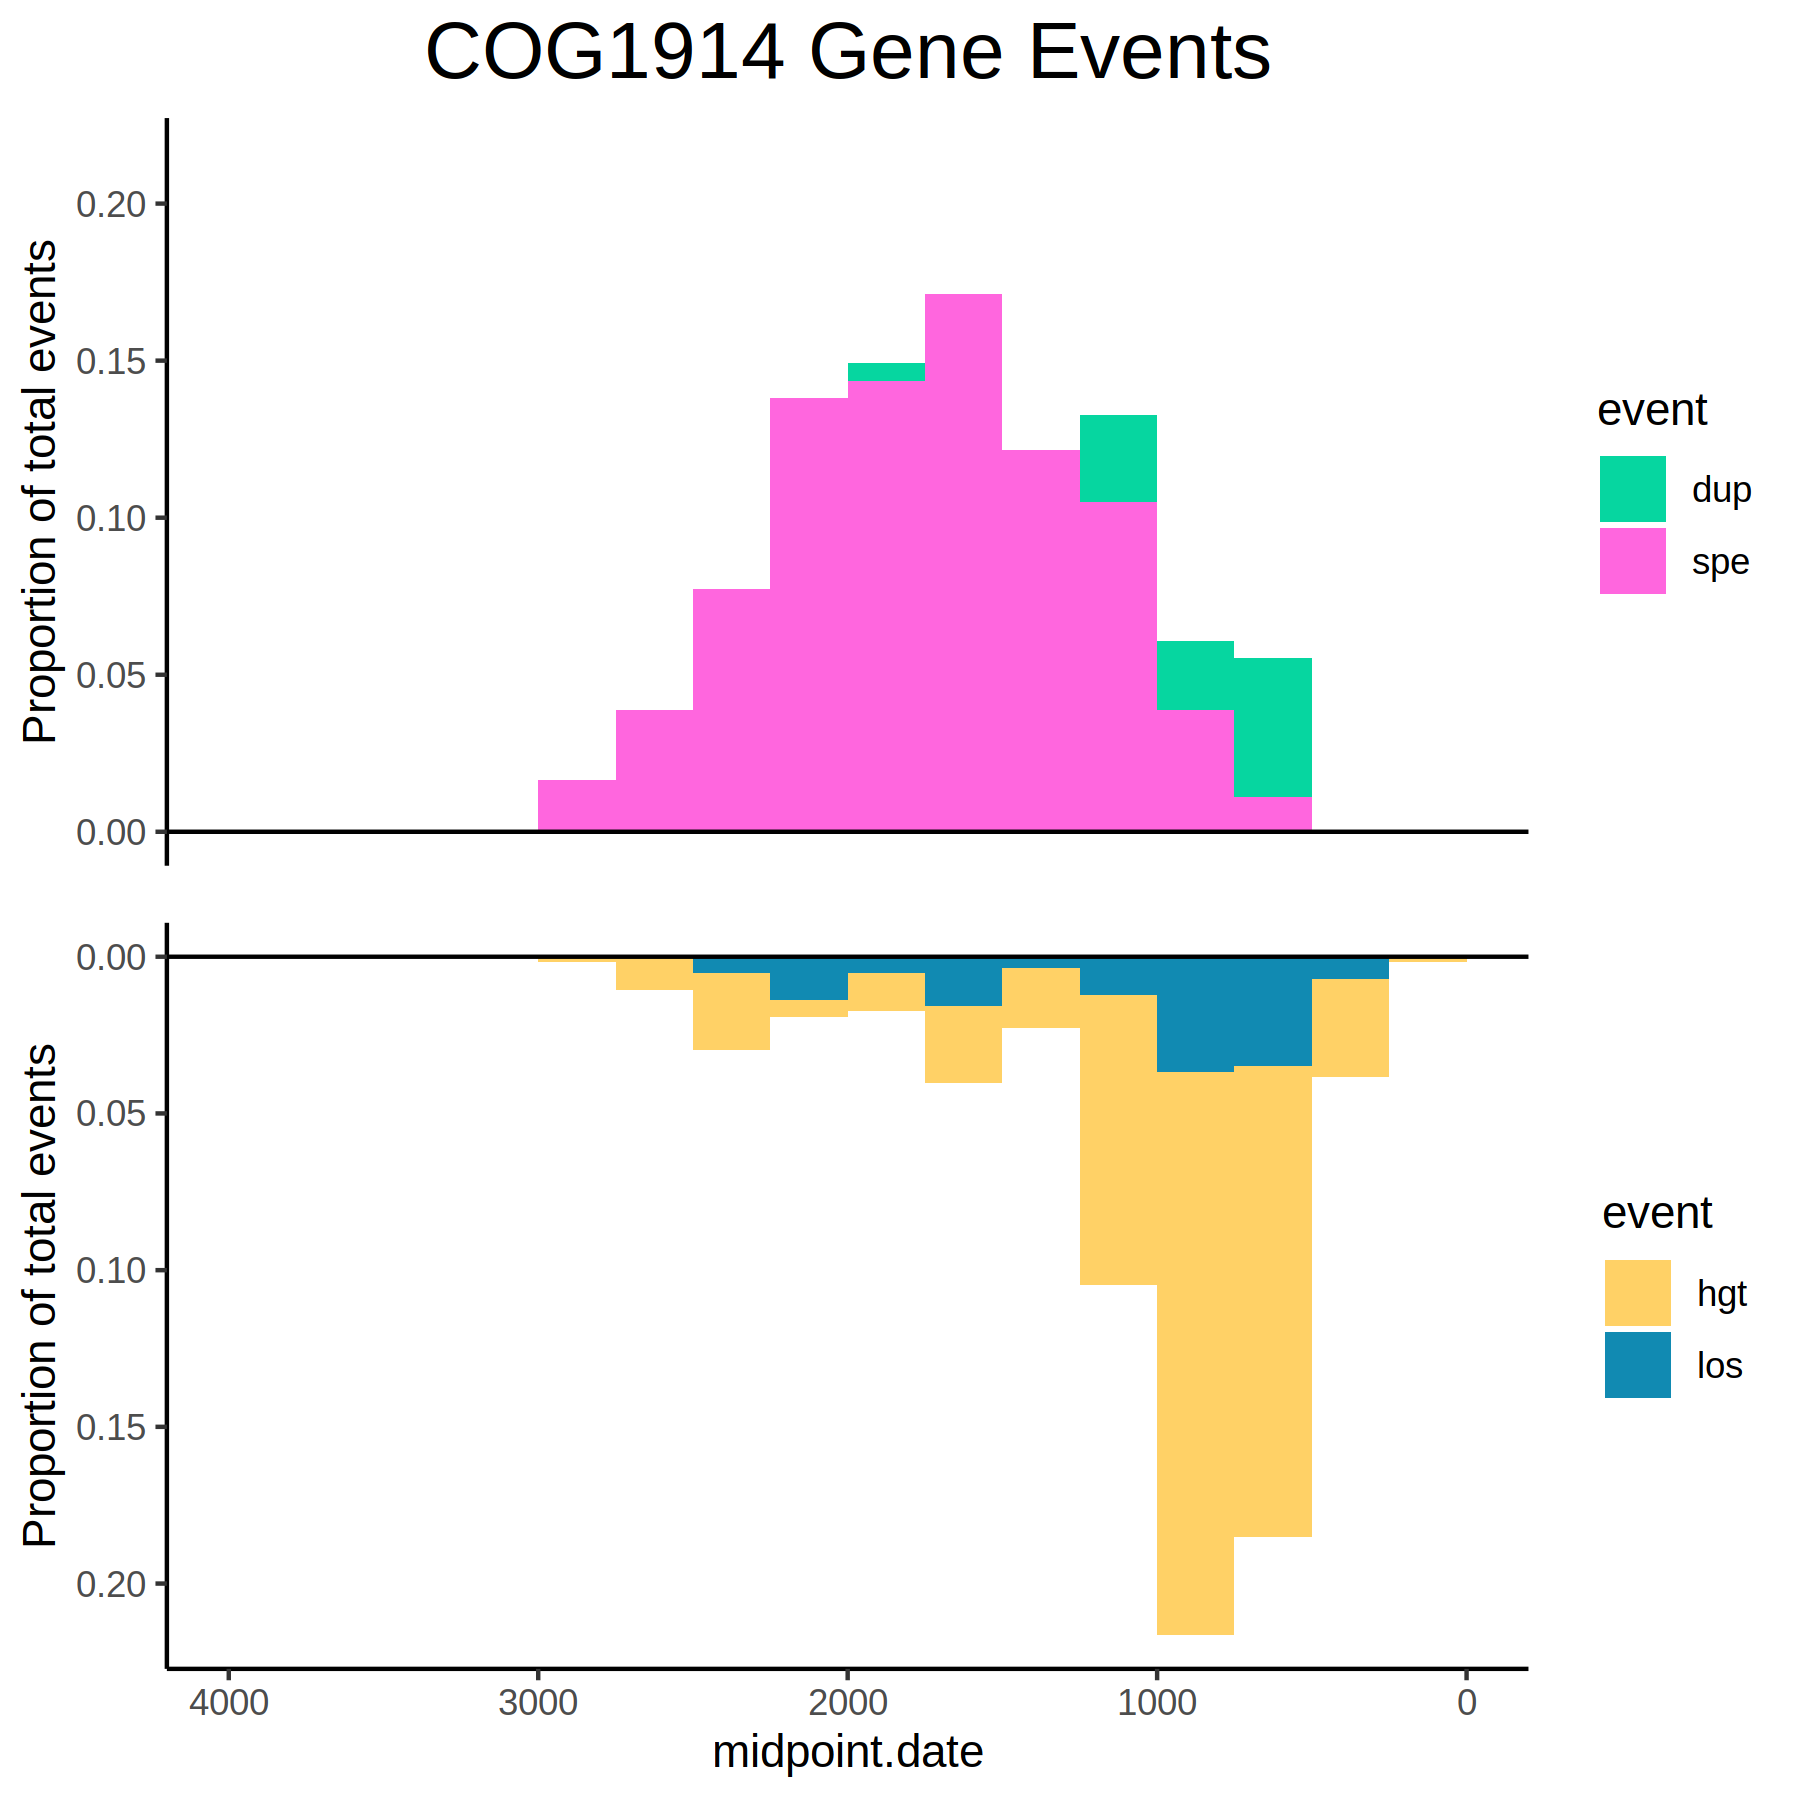 COG1914 Gene Events
Proportion of total events
0.20
0.15
0.10
0.05
0.00
event
dup
spe
Proportion of total events
0.00
0.05
0.10
0.15
0.20
event
hgt
los
4000 3000 2000 1000 0
midpoint.date